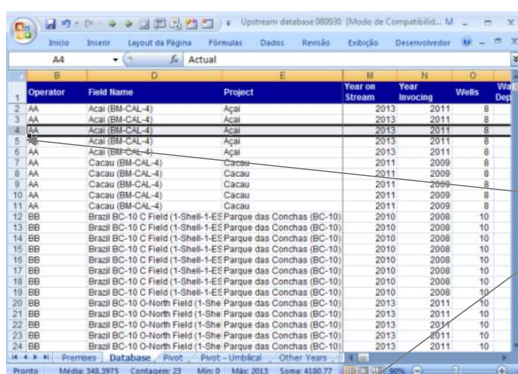 Upstream database 080930 [Modo de Compatibilid... M
Início Inserir Layout da Página Fórmulas Dados Revisão Exibição Desenvolvedor
A4 fx Actual
B D E M N O
1 Operator Field Name Project Year on Stream Year Invocing Wells Wa Dep
2 AA Acai (BM-CAL-4) Açai 2013 2011 8
3 AA Acai (BM-CAL-4) Açai 2013 2011 8
4 AA Acai (BM-CAL-4) Açai 2013 2011 8
5 Acai (BM-CAL-4) Açai 2013 2011 8
6 AA Acai (BM-CAL-4) Açai 2013 2011 8
7 AA Cacau (BM-CAL-4) Cacau 2011 2009 8
8 AA Cacau (BM-CAL-4) Cacau 2011 2009 8
9 AA Cacau (BM-CAL-4) Cacau 2011 2009 8
10 AA Cacau (BM-CAL-4) Cacau 2011 2009 8
11 AA Cacau (BM-CAL-4) Cacau 2011 2009 8
12 BB Brazil BC-10 C Field (1-Shell-1-ES Parque das Conchas (BC-10) 2010 2008 10
13 BB Brazil BC-10 C Field (1-Shell-1-ES Parque das Conchas (BC-10) 2010 2008 10
14 BB Brazil BC-10 C Field (1-Shell-1-ES Parque das Conchas (BC-10) 2010 2008 10
15 BB Brazil BC-10 C Field (1-Shell-1-ES Parque das Conchas (BC-10) 2010 2008 10
16 BB Brazil BC-10 C Field (1-Shell-1-ES Parque das Conchas (BC-10) 2010 2008 10
17 BB Brazil BC-10 C Field (1-Shell-1-ES Parque das Conchas (BC-10) 2010 2008 10
18 BB Brazil BC-10 C Field (1-Shell-1-ES Parque das Conchas (BC-10) 2010 2008 10
19 BB Brazil BC-10 C Field (1-Shell-1-ES Parque das Conchas (BC-10) 2010 2008 10
20 BB Brazil BC-10 O-North Field (1-She Parque das Conchas (BC-10) 2013 2011 10
21 BB Brazil BC-10 O-North Field (1-She Parque das Conchas (BC-10) 2013 2011 10
22 BB Brazil BC-10 O-North Field (1-She Parque das Conchas (BC-10) 2013 2011 10
23 BB Brazil BC-10 O-North Field (1-She Parque das Conchas (BC-10) 2013 2011 10
24 BB Brazil BC-10 O-North Field (1-She Parque das Conchas (BC-10) 2013 2011 10
Premises Database Pivot Pivot - Umbilical Other Years
Pronto Média: 348.3975 Contagem: 23 Mín: 0 Máx: 2013 Soma: 4180.77 90%